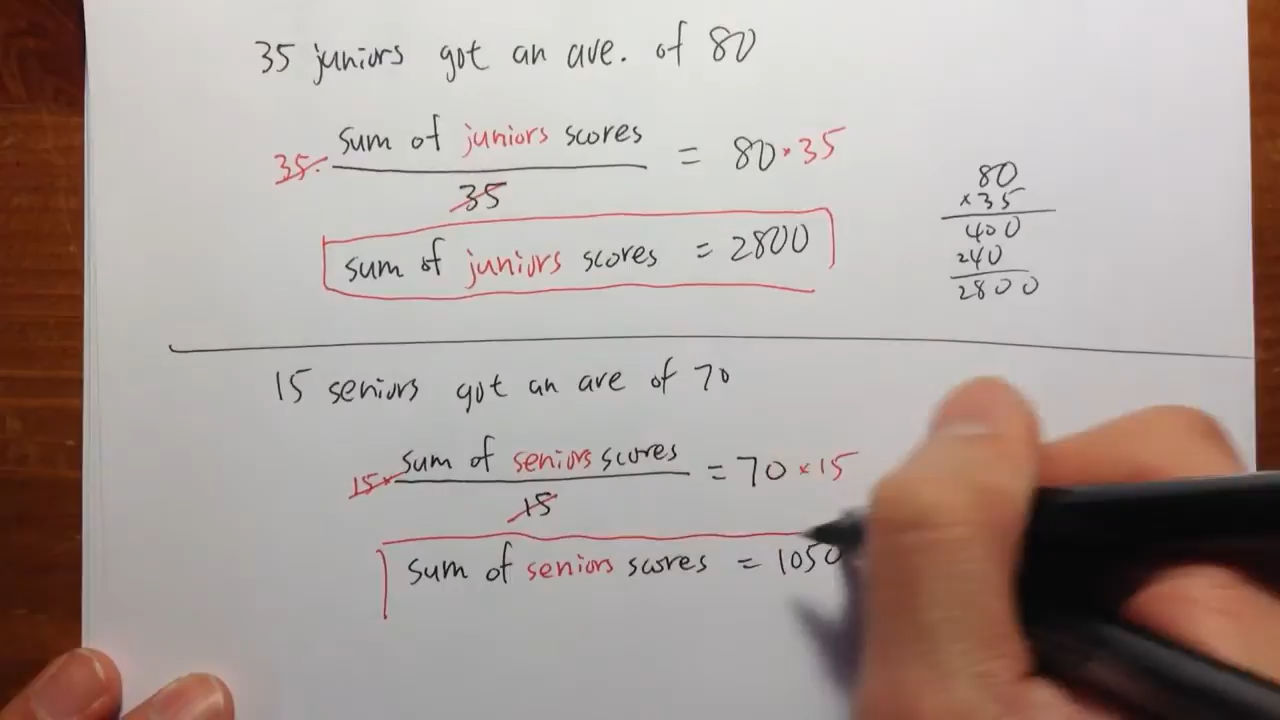 35 juniors got an ave. of 80
sum of juniors scores
35· = 80·35
35
sum of juniors scores = 2800
80
×35
400
240
2800
15 seniors got an ave of 70
sum of seniors scores
15× = 70×15
15
sum of seniors scores = 1050